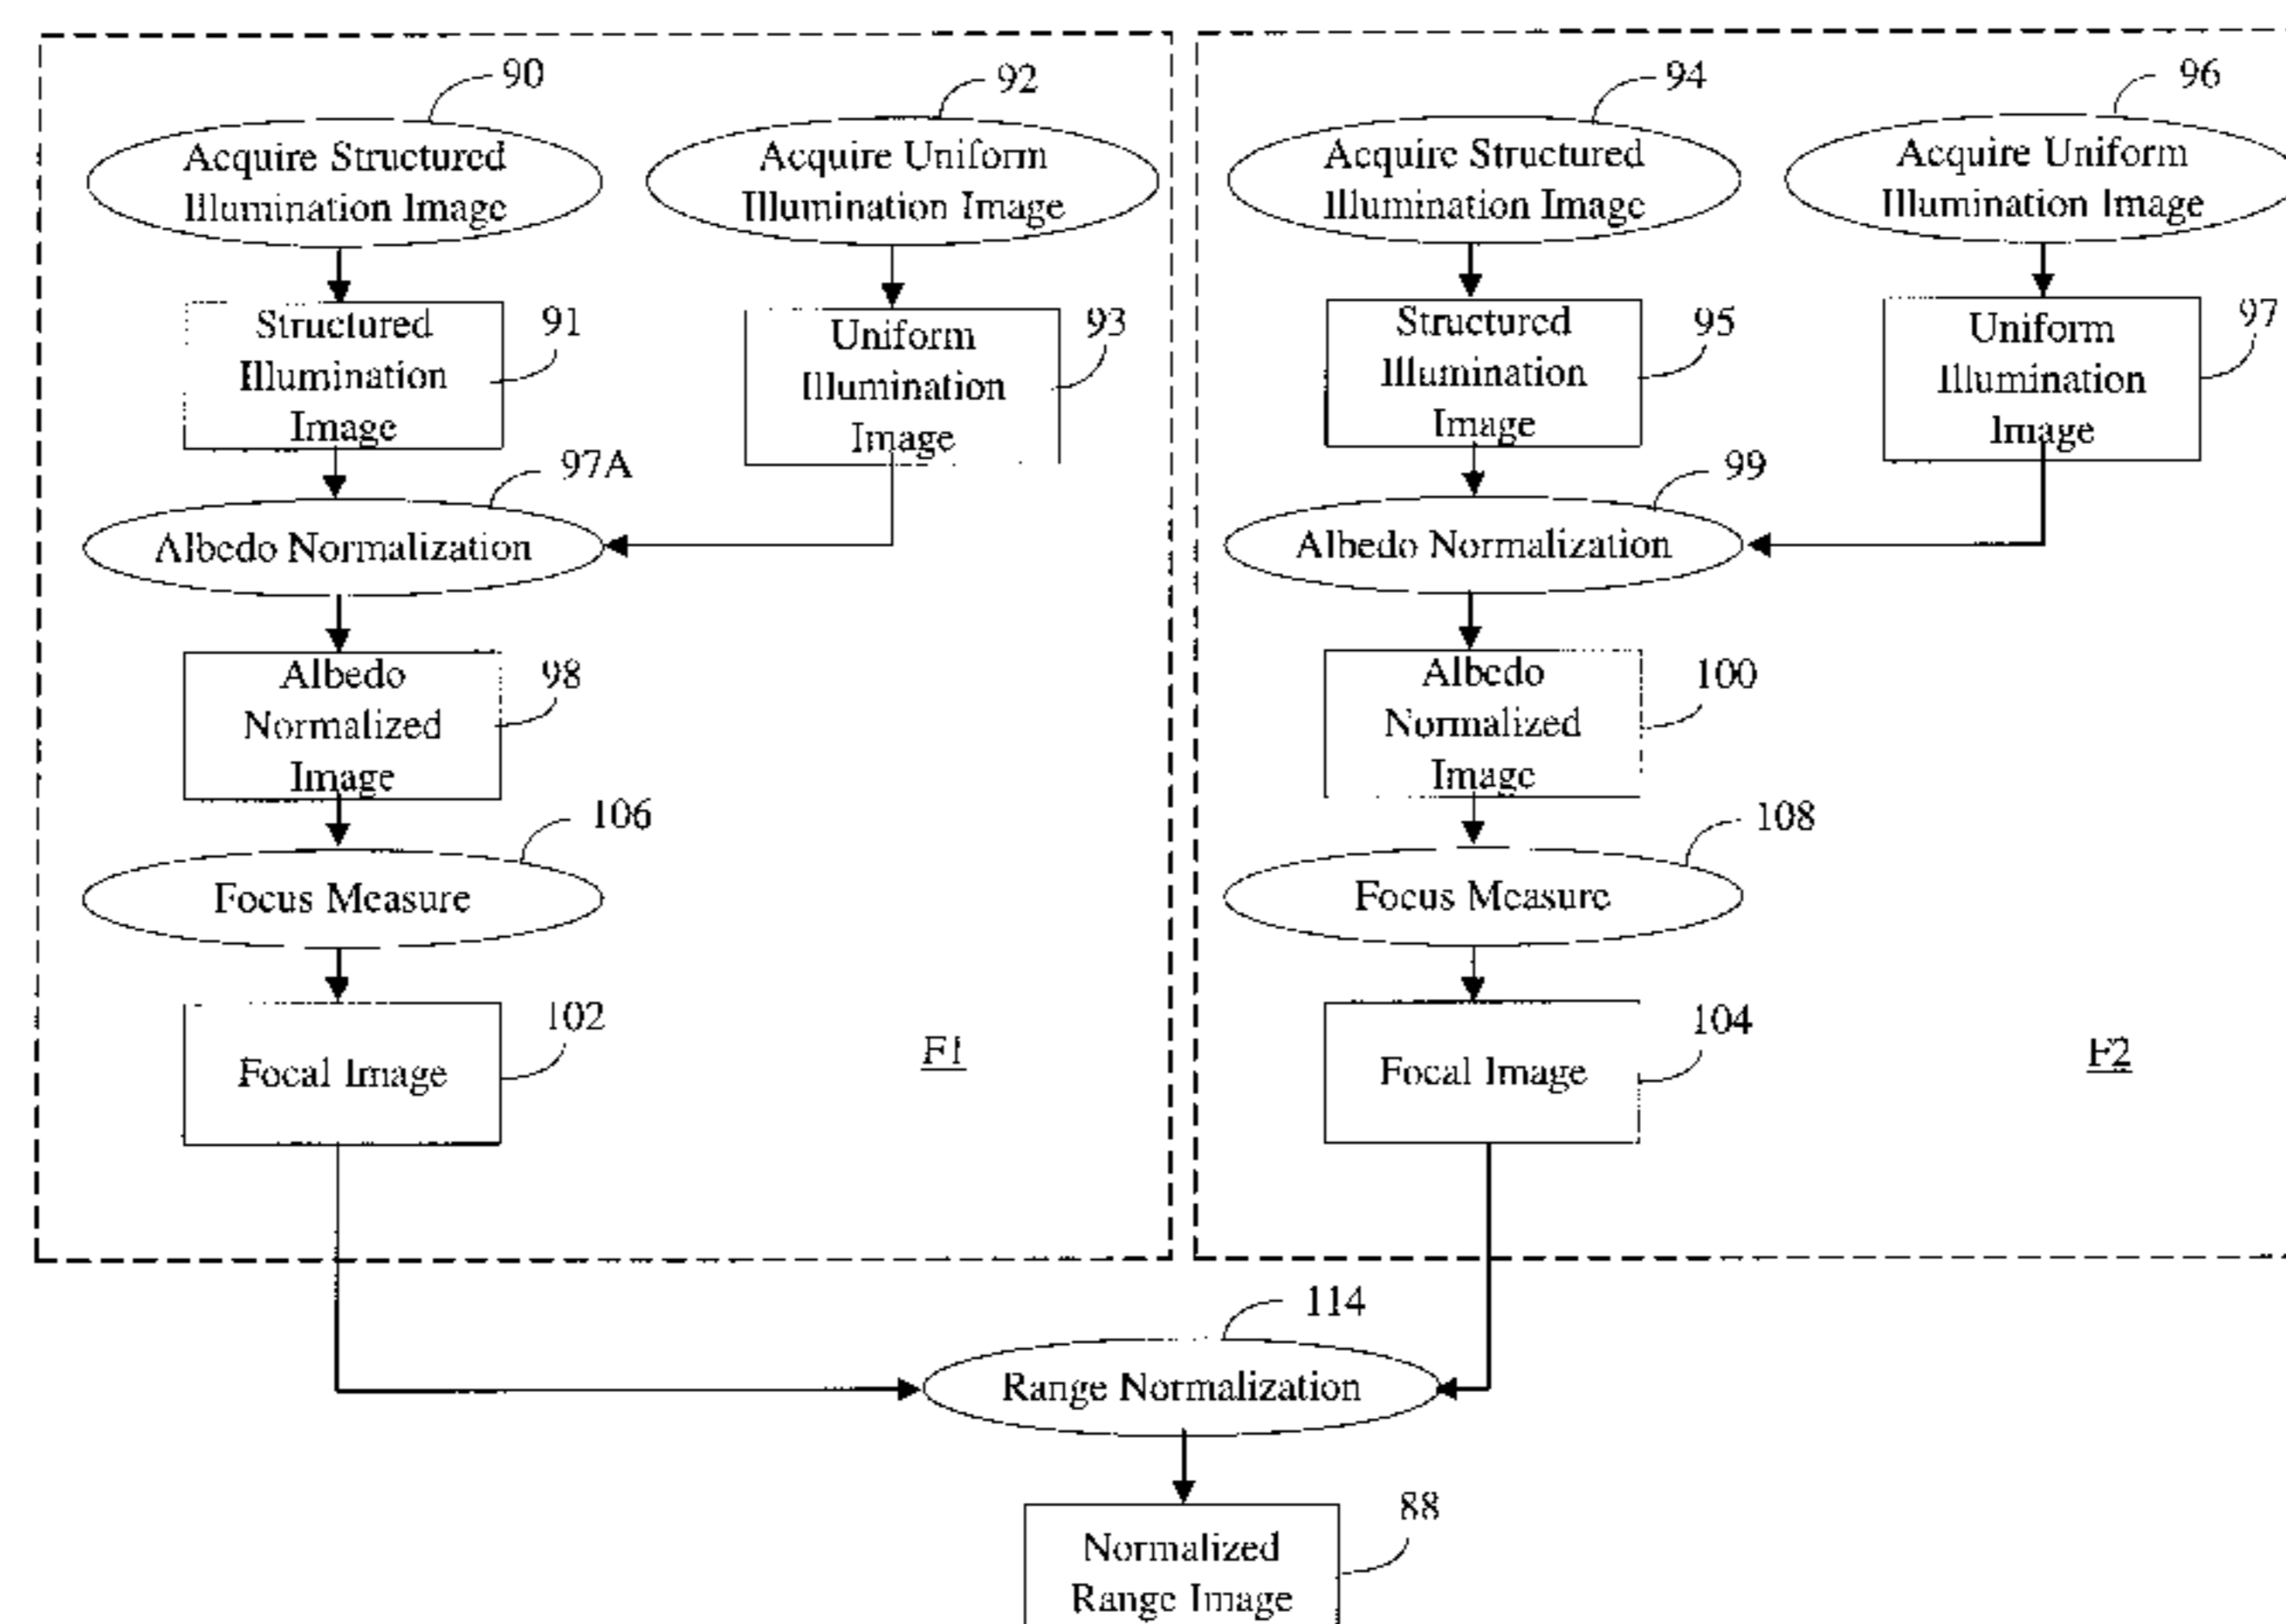 90
92
94
96
Acquire Structured
Illumination Image
Acquire Uniform
Illumination Image
Acquire Structured
Illumination Image
Acquire Uniform
Illumination Image
Structured
Illumination
Image
91
Uniform
Illumination
Image
93
Structured
Illumination
Image
95
Uniform
Illumination
Image
97
97A
Albedo Normalization
99
Albedo Normalization
Albedo
Normalized
Image
98
Albedo
Normalized
Image
100
106
Focus Measure
108
Focus Measure
102
Focal Image
F1
104
Focal Image
F2
114
Range Normalization
88
Normalized
Range Image